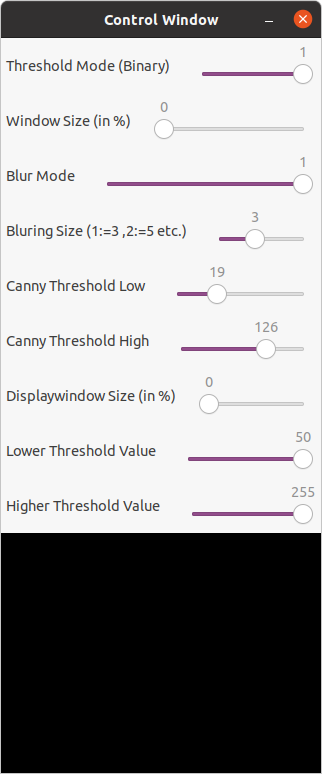 Control Window
1
Threshold Mode (Binary)
0
Window Size (in %)
1
Blur Mode
3
Bluring Size (1:=3 ,2:=5 etc.)
19
Canny Threshold Low
126
Canny Threshold High
0
Displaywindow Size (in %)
50
Lower Threshold Value
255
Higher Threshold Value